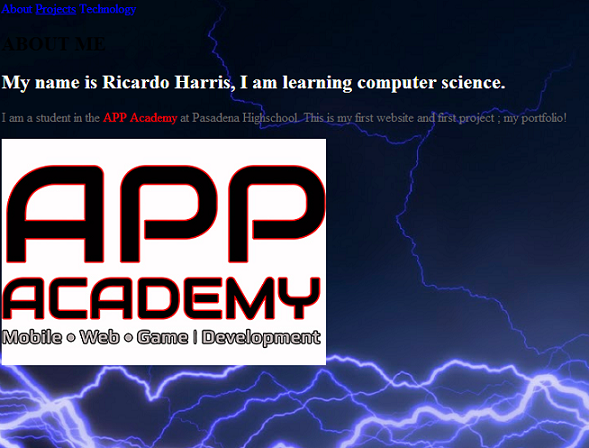 About Projects Technology
ABOUT ME
My name is Ricardo Harris, I am learning computer science.
I am a student in the APP Academy at Pasadena Highschool. This is my first website and first project ; my portfolio!
APP
ACADEMY
Mobile • Web • Game | Development